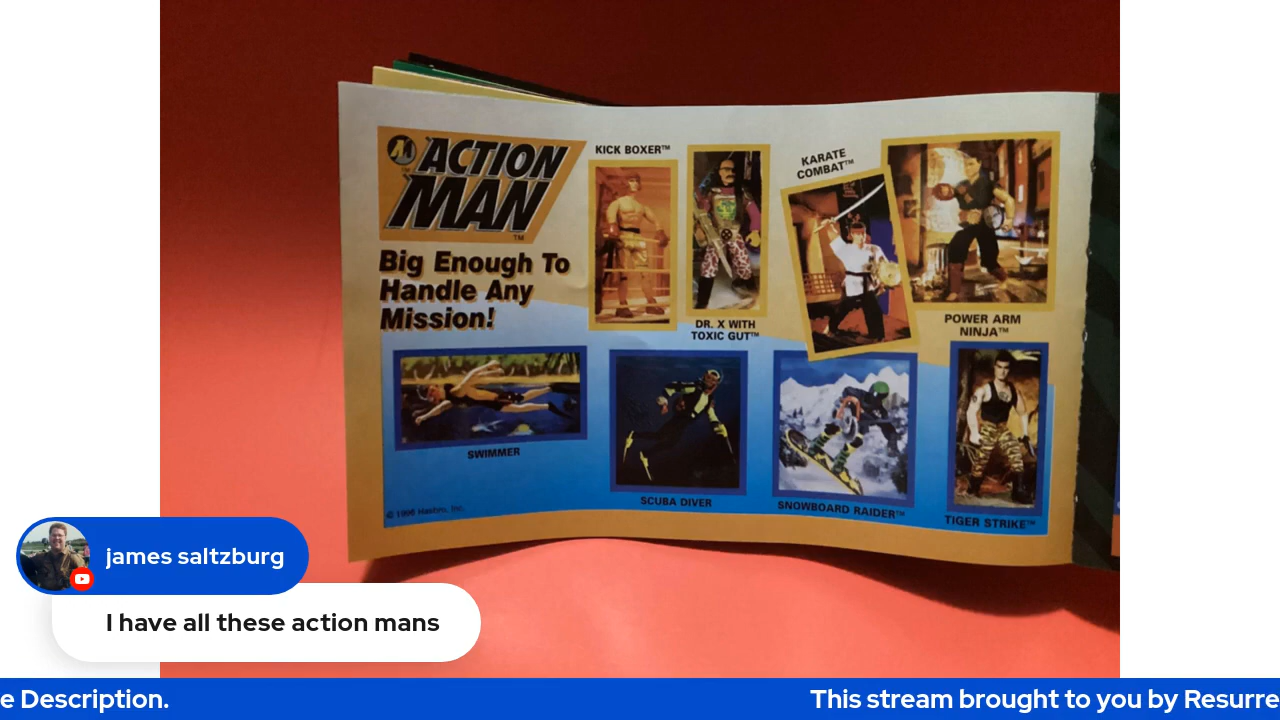 ACTION
MAN™
Big Enough To
Handle Any
Mission!
KICK BOXER™
DR. X WITH
TOXIC GUT™
KARATE
COMBAT™
POWER ARM
NINJA™
SWIMMER
SCUBA DIVER
SNOWBOARD RAIDER™
TIGER STRIKE™
© 1996 Hasbro, Inc.
james saltzburg
I have all these action mans
e Description.
This stream brought to you by Resurre